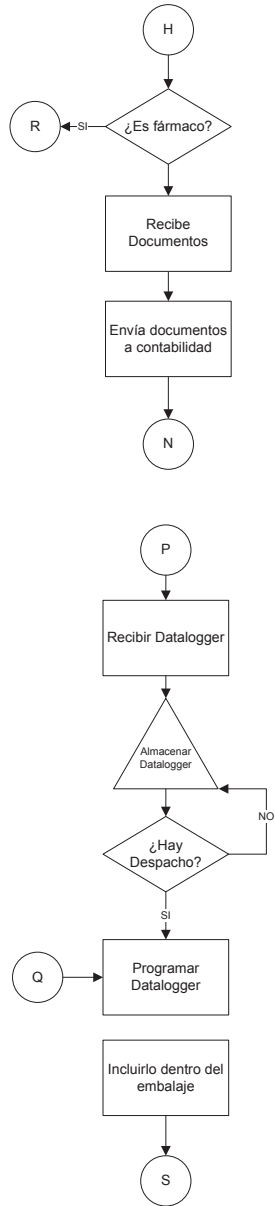 H
¿Es fármaco?
SI
R
Recibe
Documentos
Envía documentos
a contabilidad
N
P
Recibir Datalogger
Almacenar
Datalogger
¿Hay
Despacho?
NO
SI
Q
Programar
Datalogger
Incluirlo dentro del
embalaje
S